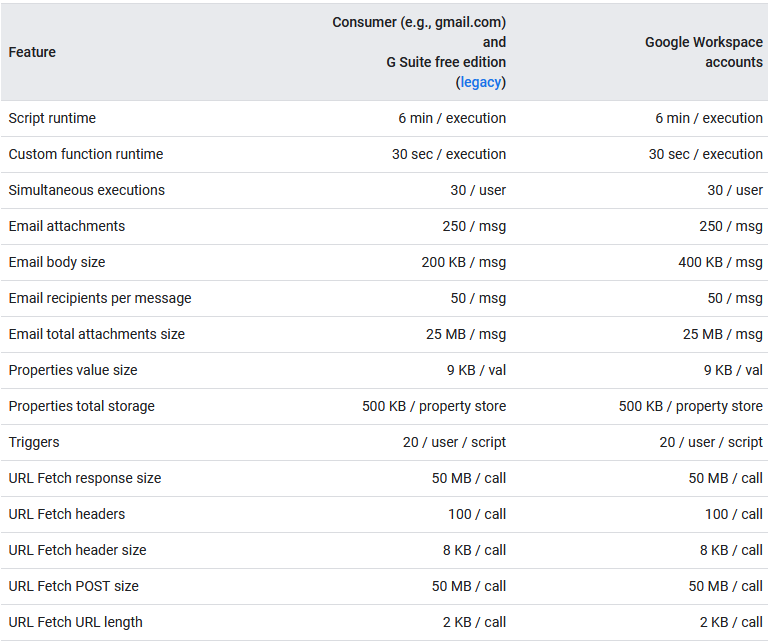 Feature Consumer (e.g., gmail.com) and G Suite free edition (legacy) Google Workspace accounts
Script runtime 6 min / execution 6 min / execution
Custom function runtime 30 sec / execution 30 sec / execution
Simultaneous executions 30 / user 30 / user
Email attachments 250 / msg 250 / msg
Email body size 200 KB / msg 400 KB / msg
Email recipients per message 50 / msg 50 / msg
Email total attachments size 25 MB / msg 25 MB / msg
Properties value size 9 KB / val 9 KB / val
Properties total storage 500 KB / property store 500 KB / property store
Triggers 20 / user / script 20 / user / script
URL Fetch response size 50 MB / call 50 MB / call
URL Fetch headers 100 / call 100 / call
URL Fetch header size 8 KB / call 8 KB / call
URL Fetch POST size 50 MB / call 50 MB / call
URL Fetch URL length 2 KB / call 2 KB / call